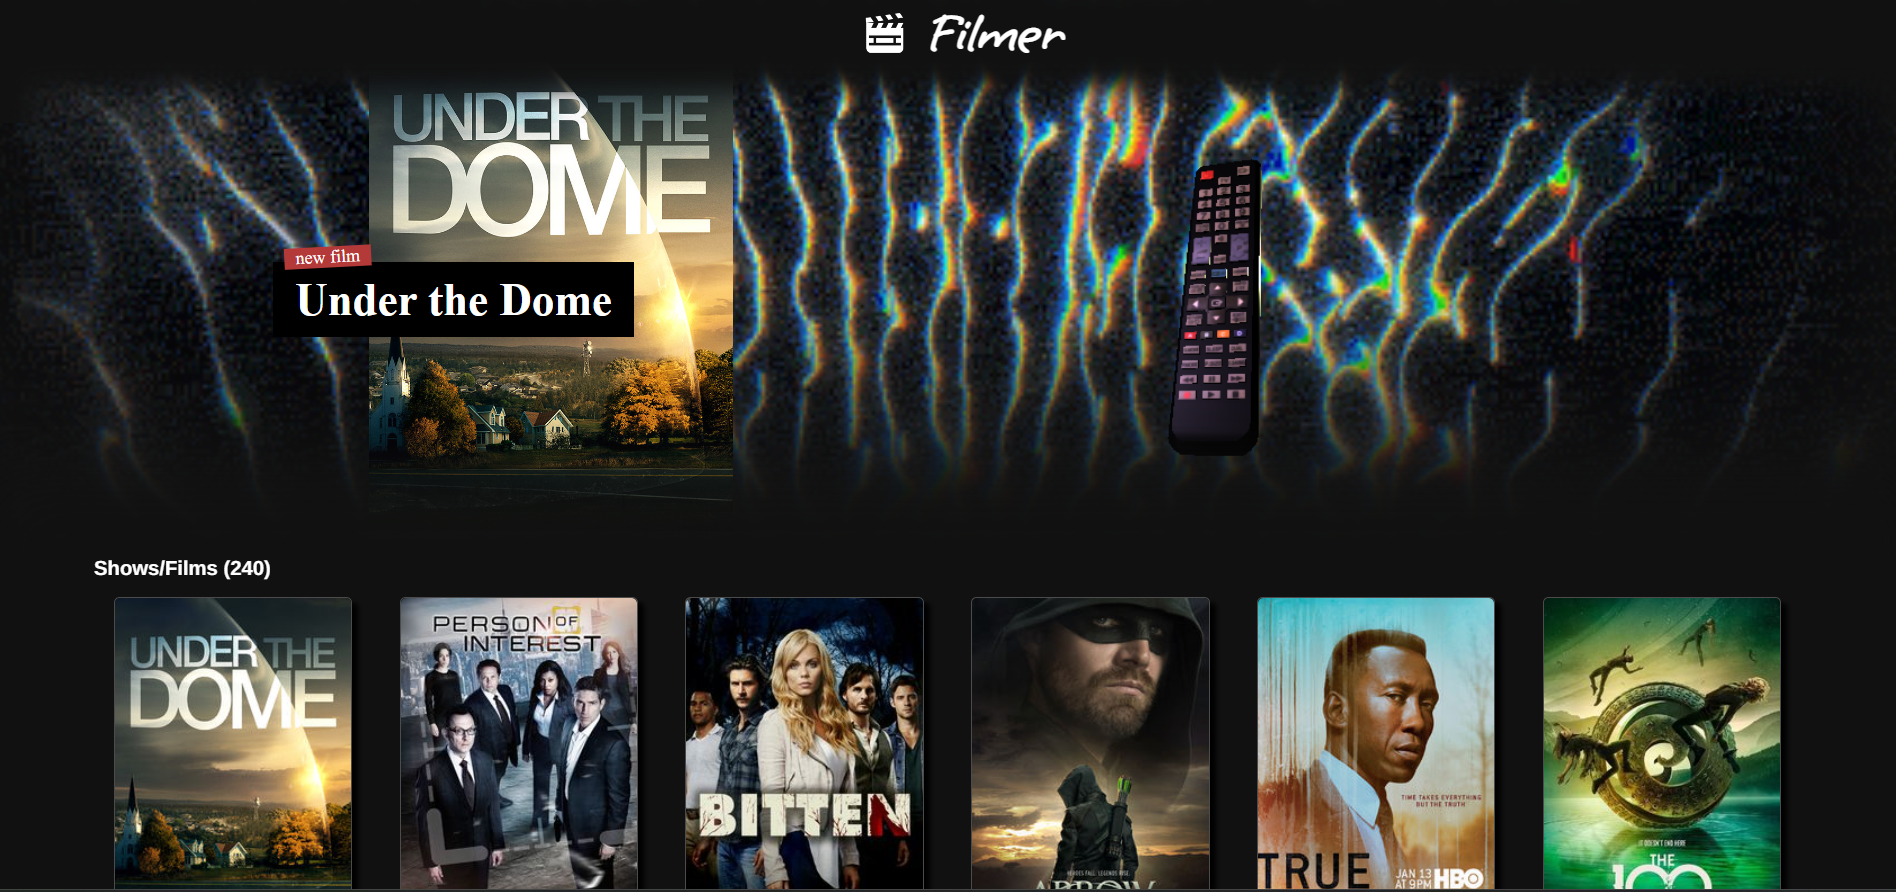 Filmer
UNDER THE
DOME
new film
Under the Dome
Shows/Films (240)
UNDER THE
DOME
PERSON OF
INTEREST
BITTEN
HEROES FALL. LEGENDS RISE.
ARROW
TIME TAKES EVERYTHING
BUT THE TRUTH
TRUE
JAN 13
AT 9PM HBO
IT DOESN'T END HERE
THE
100